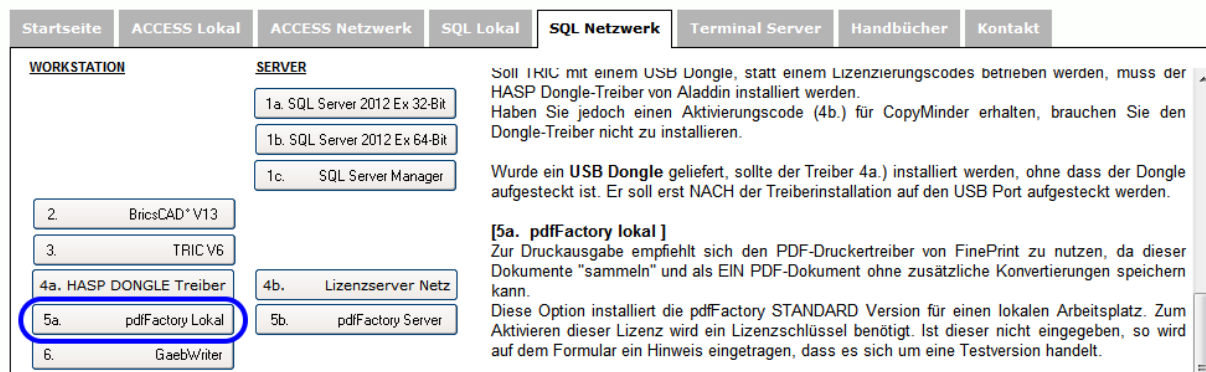 Startseite ACCESS Lokal ACCESS Netzwerk SQL Lokal SQL Netzwerk Terminal Server Handbücher Kontakt
WORKSTATION
2. BricsCAD* V13
3. TRIC V6
4a. HASP DONGLE Treiber
5a. pdfFactory Lokal
6. GaebWriter
SERVER
1a. SQL Server 2012 Ex 32-Bit
1b. SQL Server 2012 Ex 64-Bit
1c. SQL Server Manager
4b. Lizenzserver Netz
5b. pdfFactory Server
Soll TRIC mit einem USB Dongle, statt einem Lizenzierungscodes betrieben werden, muss der
HASP Dongle-Treiber von Aladdin installiert werden.
Haben Sie jedoch einen Aktivierungscode (4b.) für CopyMinder erhalten, brauchen Sie den
Dongle-Treiber nicht zu installieren.
Wurde ein USB Dongle geliefert, sollte der Treiber 4a.) installiert werden, ohne dass der Dongle
aufgesteckt ist. Er soll erst NACH der Treiberinstallation auf den USB Port aufgesteckt werden.
[5a. pdfFactory lokal ]
Zur Druckausgabe empfiehlt sich den PDF-Druckertreiber von FinePrint zu nutzen, da dieser
Dokumente "sammeln" und als EIN PDF-Dokument ohne zusätzliche Konvertierungen speichern
kann.
Diese Option installiert die pdfFactory STANDARD Version für einen lokalen Arbeitsplatz. Zum
Aktivieren dieser Lizenz wird ein Lizenzschlüssel benötigt. Ist dieser nicht eingegeben, so wird
auf dem Formular ein Hinweis eingetragen, dass es sich um eine Testversion handelt.